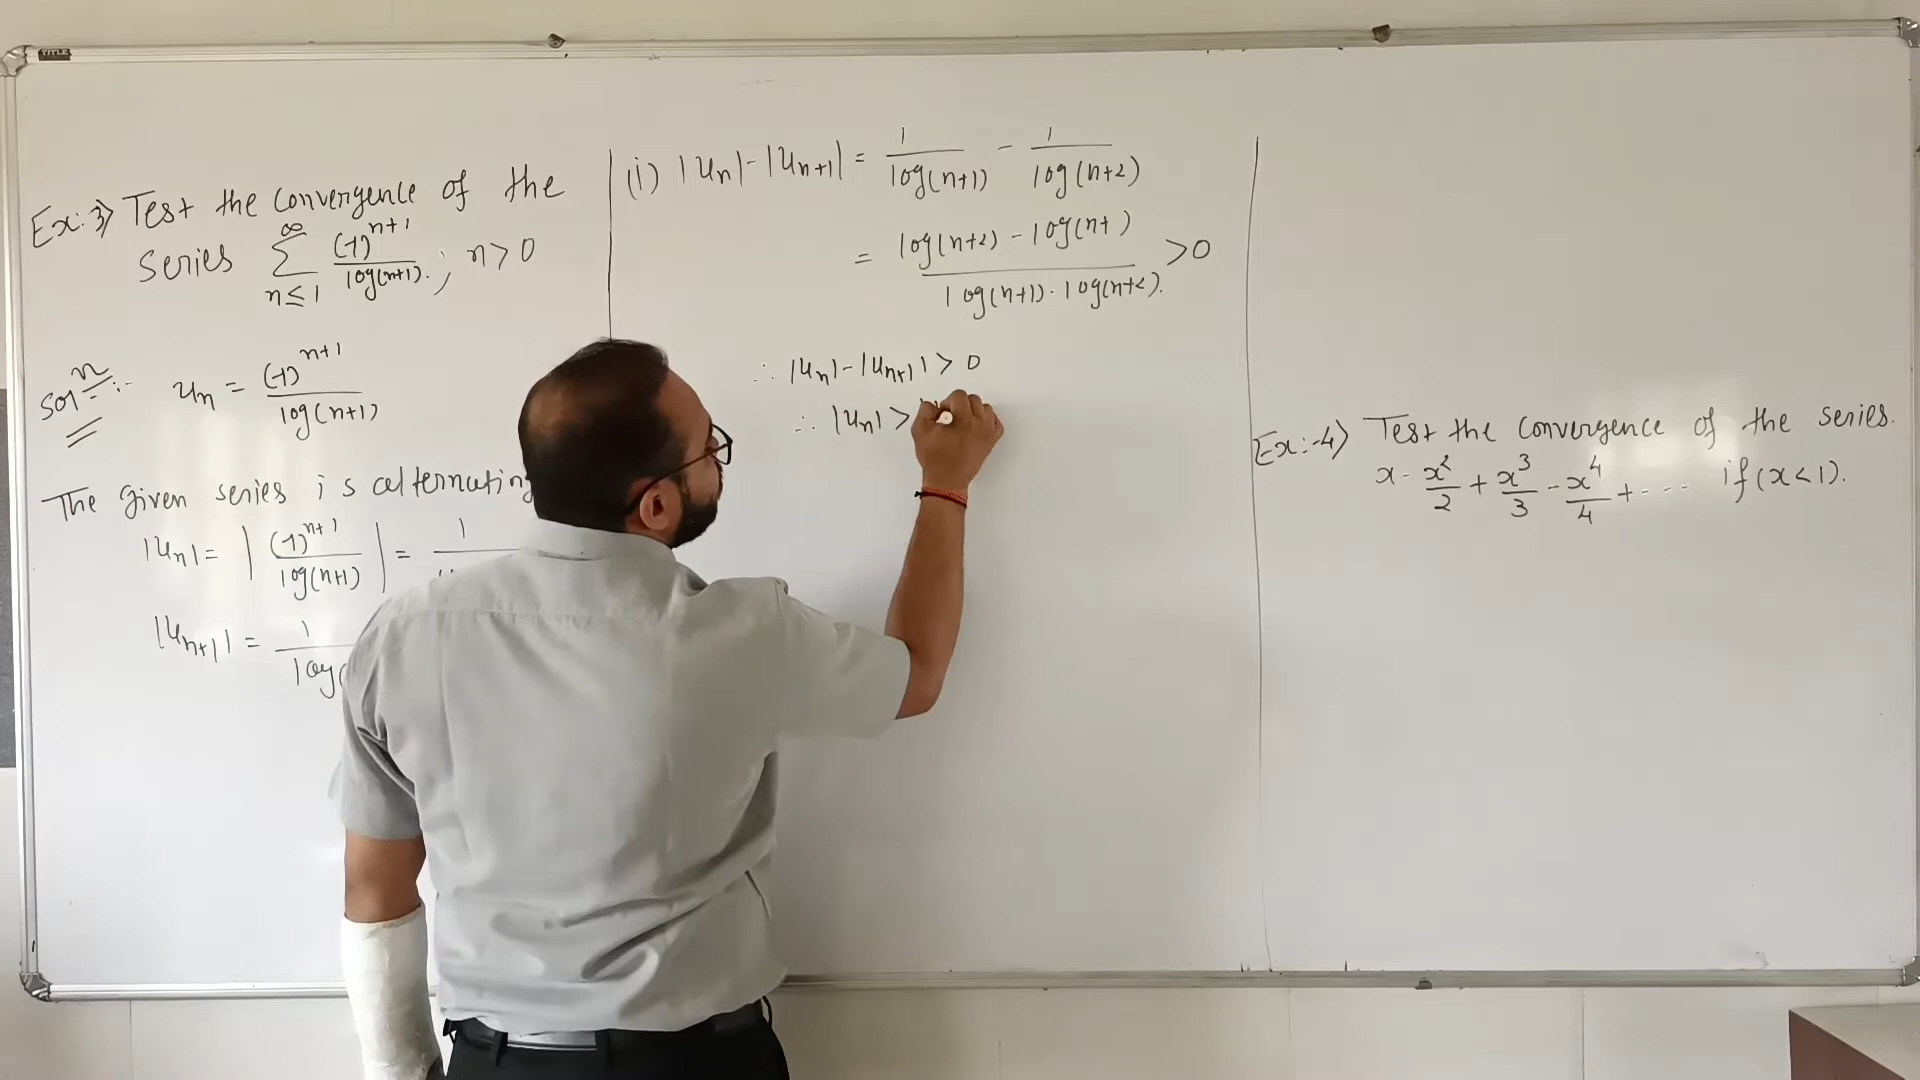 TITLE
Ex:3) Test the convergence of the
series ∑_{n≤1}^{∞} (-1)^{n+1}/log(n+1). ; n>0
Solⁿ :-
u_n = (-1)^{n+1}/log(n+1)
The given series is alternating
|u_n| = |(-1)^{n+1}/log(n+1)| = 1
|u_{n+1}| = 1/log(
(i) |u_n| - |u_{n+1}| = 1/log(n+1) - 1/log(n+2)
= (log(n+2) - log(n+ ))/(log(n+1) · log(n+2).) > 0
∴ |u_n| - |u_{n+1}| > 0
∴ |u_n| >
Ex:-4) Test the convergence of the series.
x - x²/2 + x³/3 - x⁴/4 + --- if (x < 1).